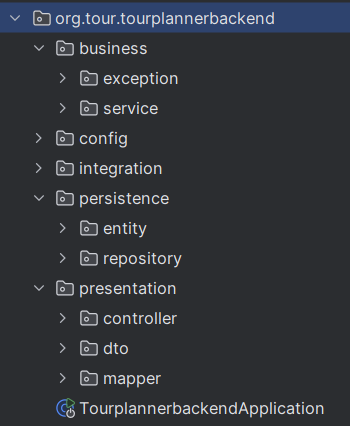 org.tour.tourplannerbackend
business
exception
service
config
integration
persistence
entity
repository
presentation
controller
dto
mapper
TourplannerbackendApplication